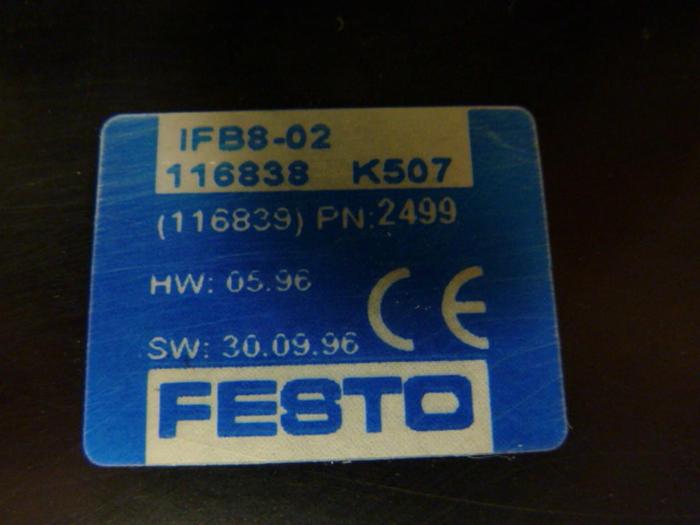 IFB8-02
116838 K507
(116839) PN:2499
HW: 05.96
CE
SW: 30.09.96
FESTO